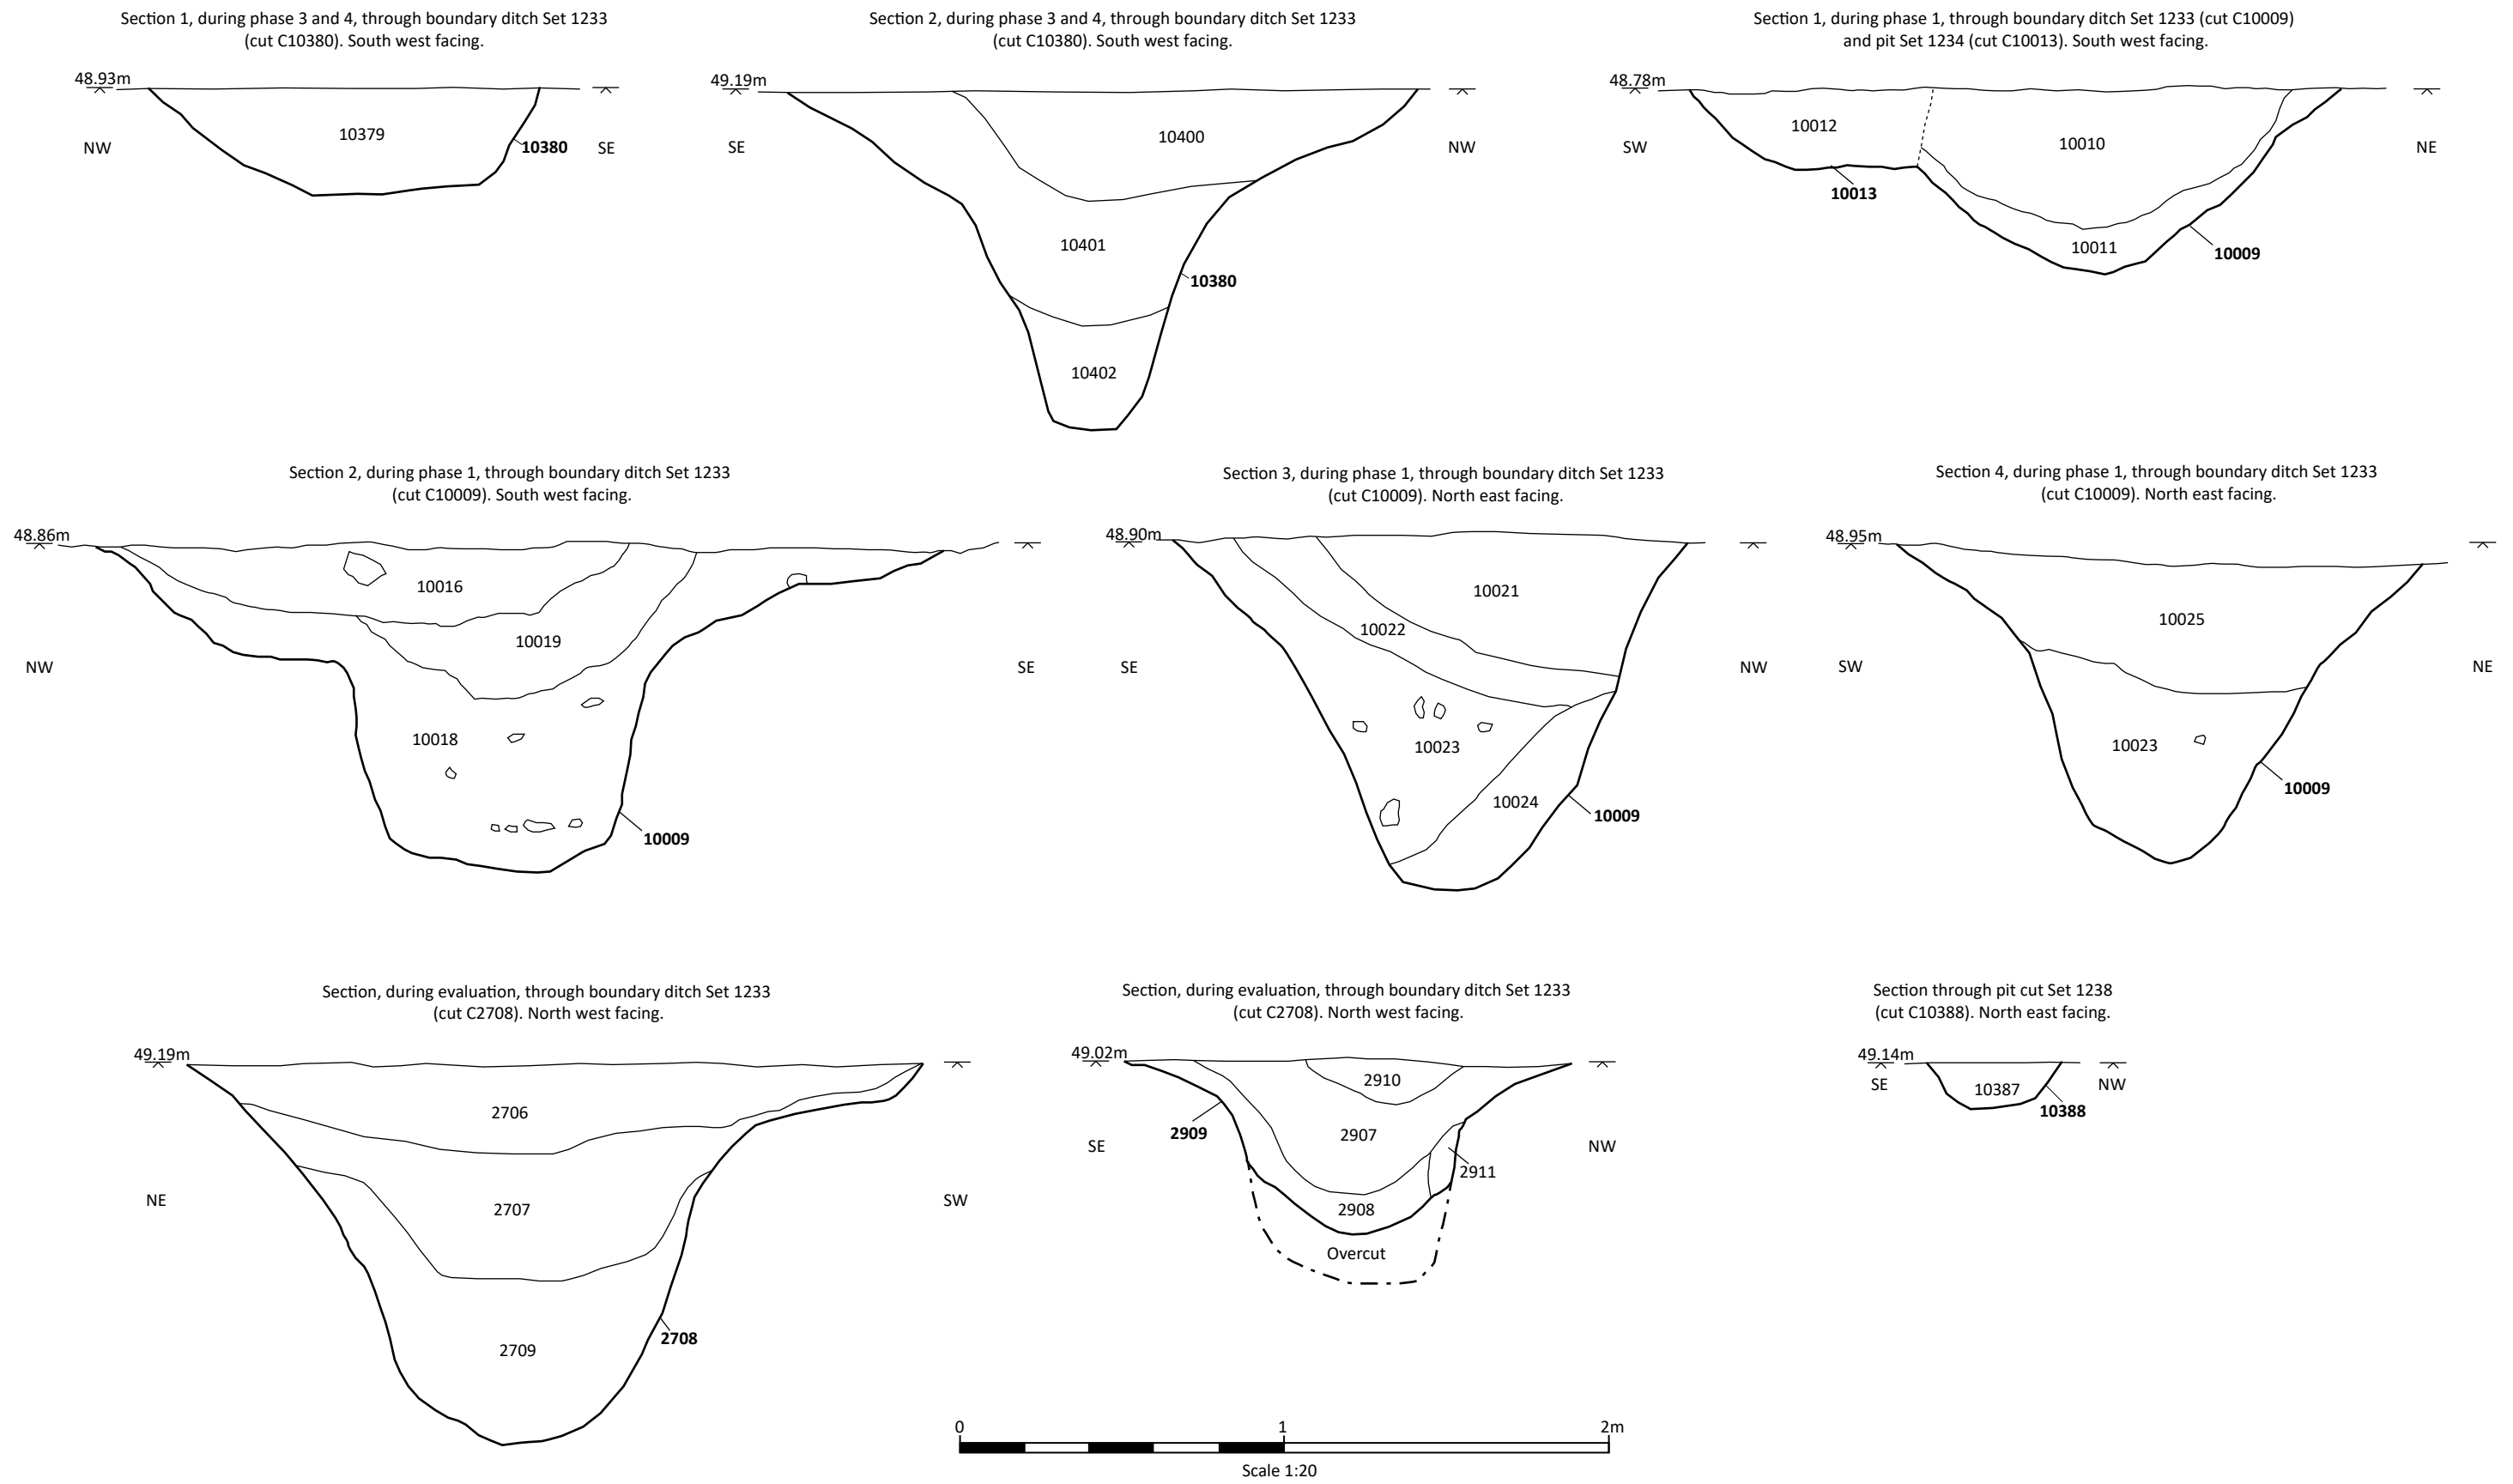 Section 1, during phase 3 and 4, through boundary ditch Set 1233
(cut C10380). South west facing.
48.93m
10379
10380
NW
SE
Section 2, during phase 3 and 4, through boundary ditch Set 1233
(cut C10380). South west facing.
49.19m
10400
SE
NW
10401
10380
10402
Section 1, during phase 1, through boundary ditch Set 1233 (cut C10009)
and pit Set 1234 (cut C10013). South west facing.
48.78m
10012
10010
SW
NE
10013
10011
10009
Section 2, during phase 1, through boundary ditch Set 1233
(cut C10009). South west facing.
48.86m
10016
10019
NW
SE
10018
10009
Section 3, during phase 1, through boundary ditch Set 1233
(cut C10009). North east facing.
48.90m
10021
10022
SE
NW
10023
10024
10009
Section 4, during phase 1, through boundary ditch Set 1233
(cut C10009). North east facing.
48.95m
10025
SW
NE
10023
10009
Section, during evaluation, through boundary ditch Set 1233
(cut C2708). North west facing.
49.19m
2706
NE
SW
2707
2708
2709
Section, during evaluation, through boundary ditch Set 1233
(cut C2708). North west facing.
49.02m
2910
2909
2907
SE
NW
2911
2908
Overcut
Section through pit cut Set 1238
(cut C10388). North east facing.
49.14m
SE
NW
10387
10388
0 1 2m
Scale 1:20